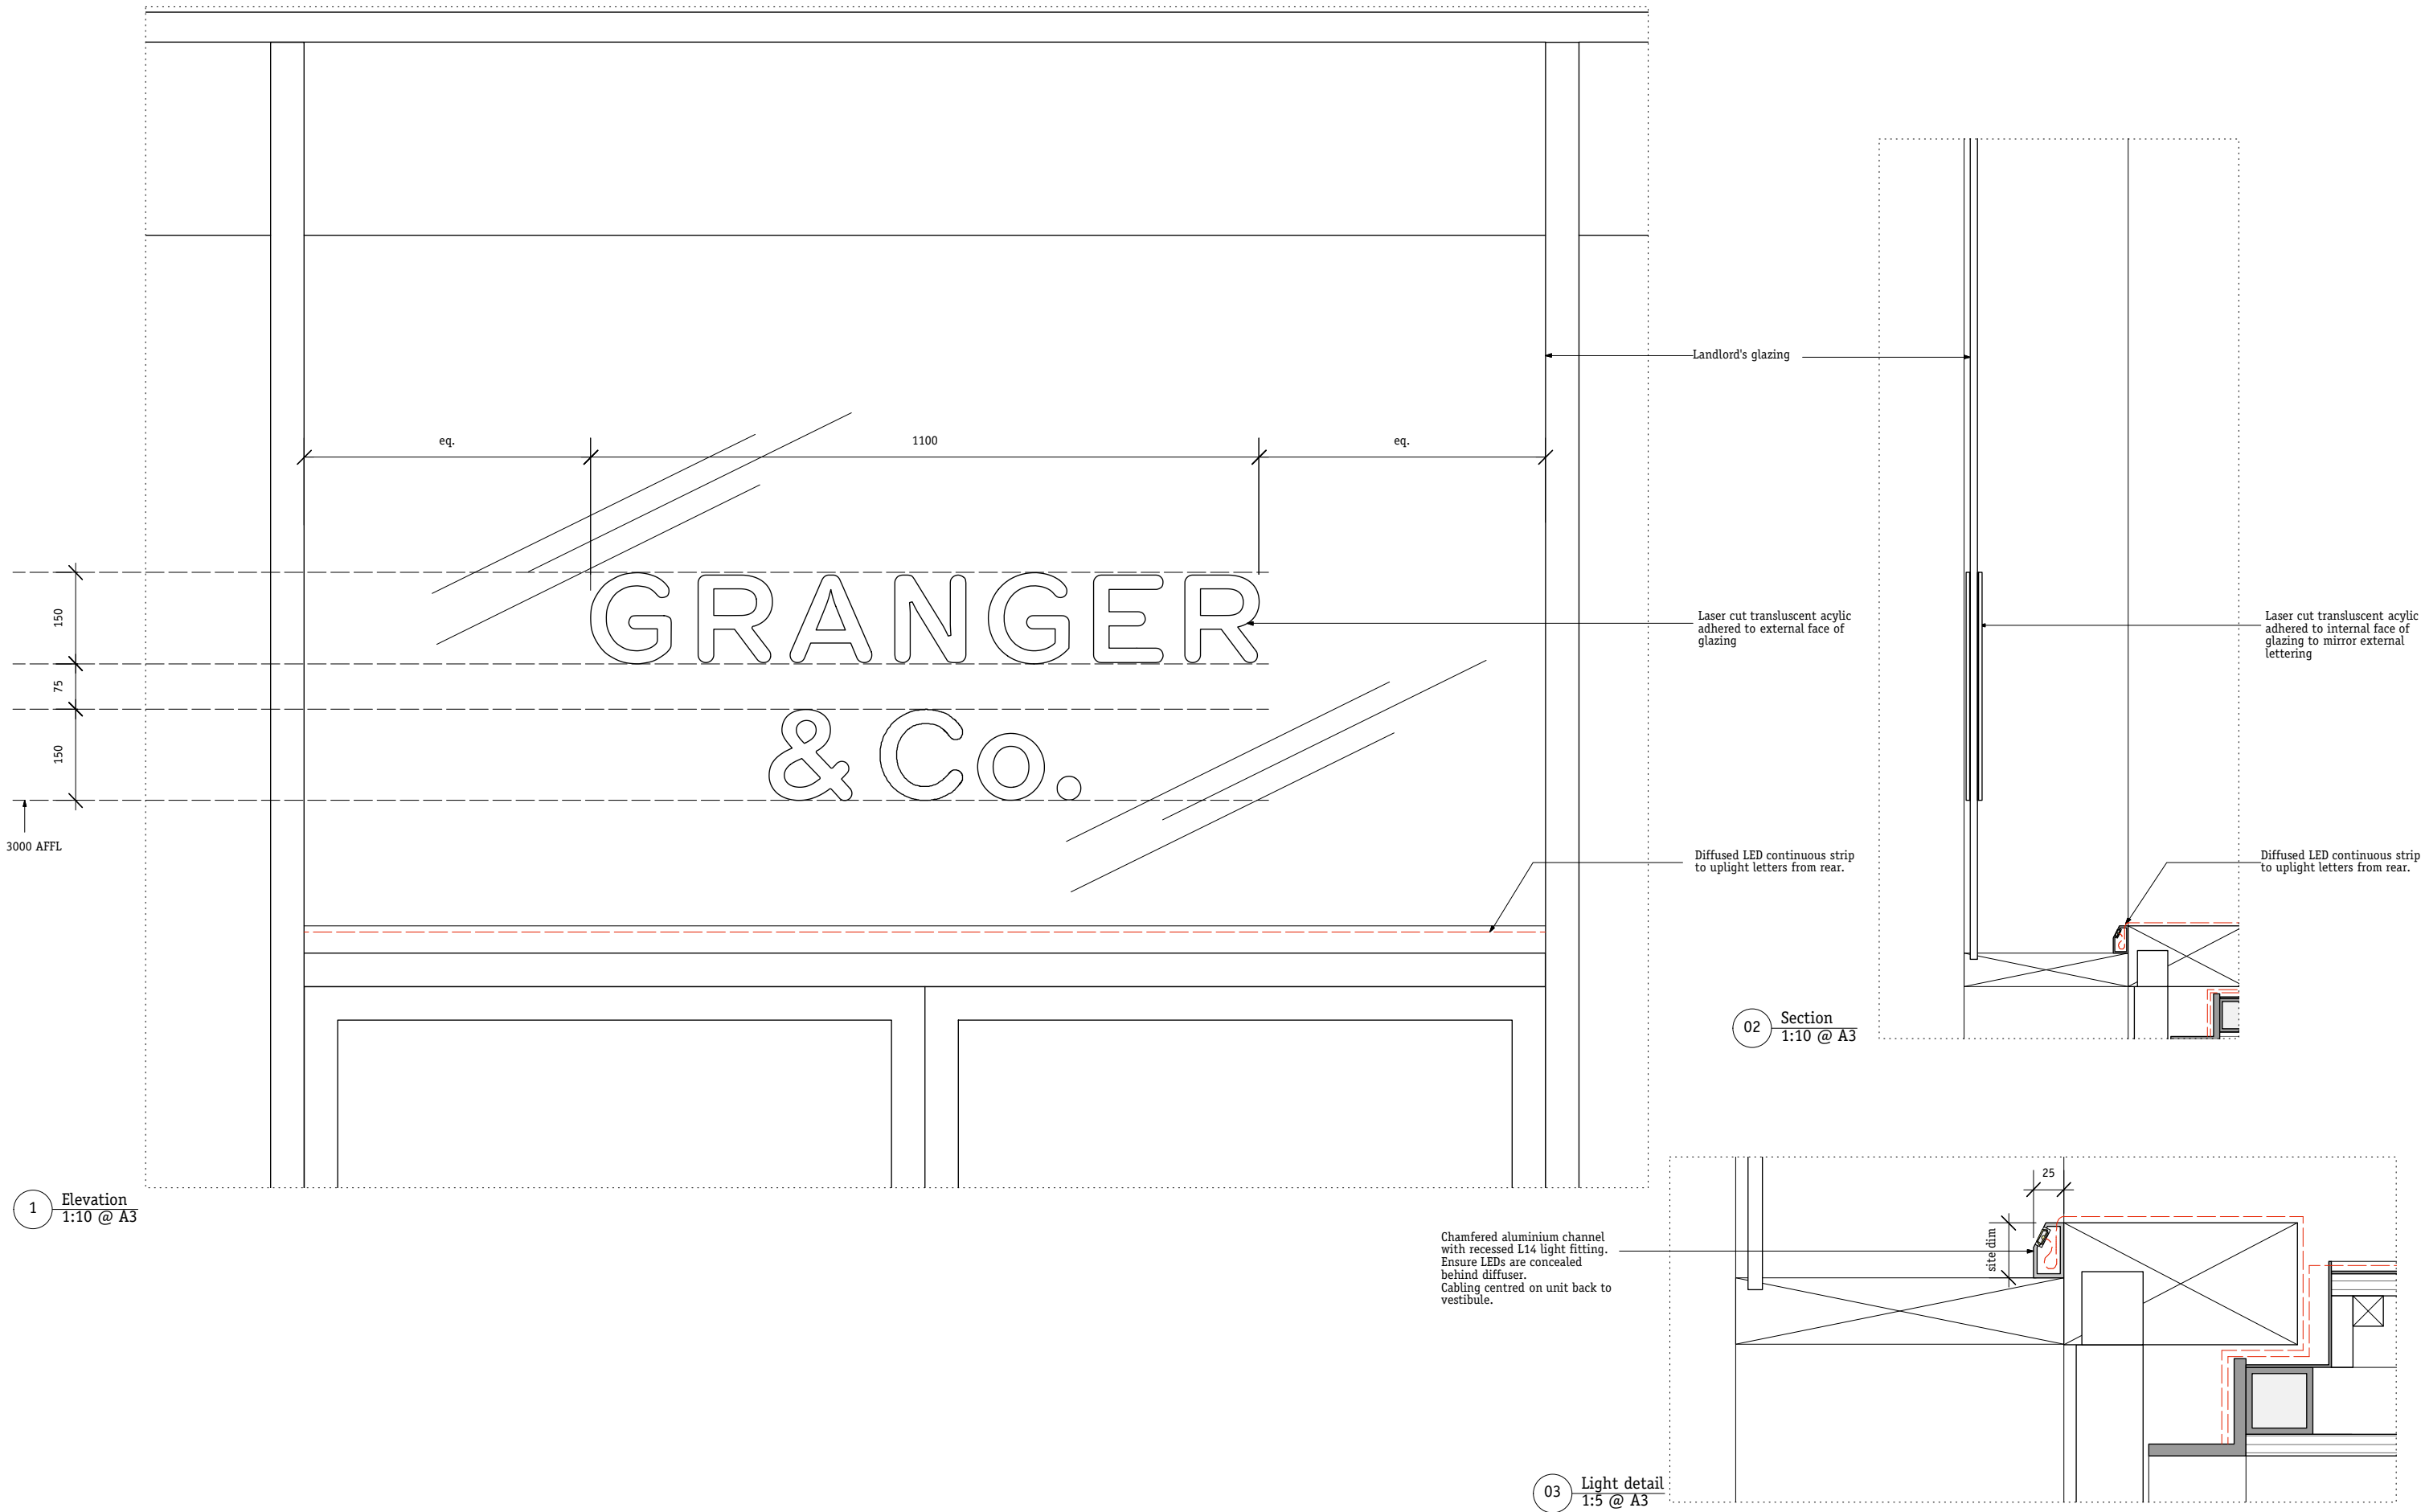 eq.
1100
eq.
Landlord's glazing
150
75
150
3000 AFFL
GRANGER
& Co.
Laser cut transluscent acylic
adhered to external face of
glazing
Laser cut transluscent acylic
adhered to internal face of
glazing to mirror external
lettering
Diffused LED continuous strip
to uplight letters from rear.
Diffused LED continuous strip
to uplight letters from rear.
02
Section
1:10 @ A3
1
Elevation
1:10 @ A3
25
site dim
Chamfered aluminium channel
with recessed L14 light fitting.
Ensure LEDs are concealed
behind diffuser.
Cabling centred on unit back to
vestibule.
03
Light detail
1:5 @ A3